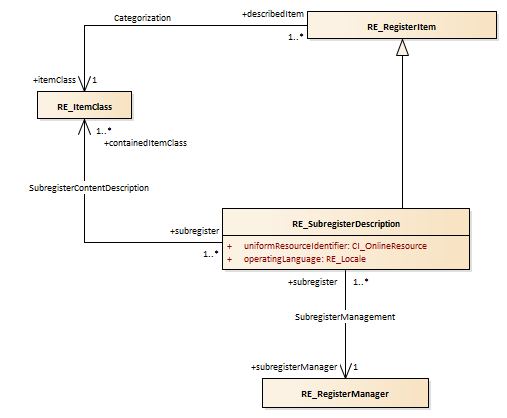 Categorization
+describedItem
RE_RegisterItem
1..*
+itemClass
1
RE_ItemClass
1..*
+containedItemClass
SubregisterContentDescription
RE_SubregisterDescription
+subregister
+ uniformResourceIdentifier: CI_OnlineResource
1..*
+ operatingLanguage: RE_Locale
+subregister
1..*
SubregisterManagement
+subregisterManager
1
RE_RegisterManager